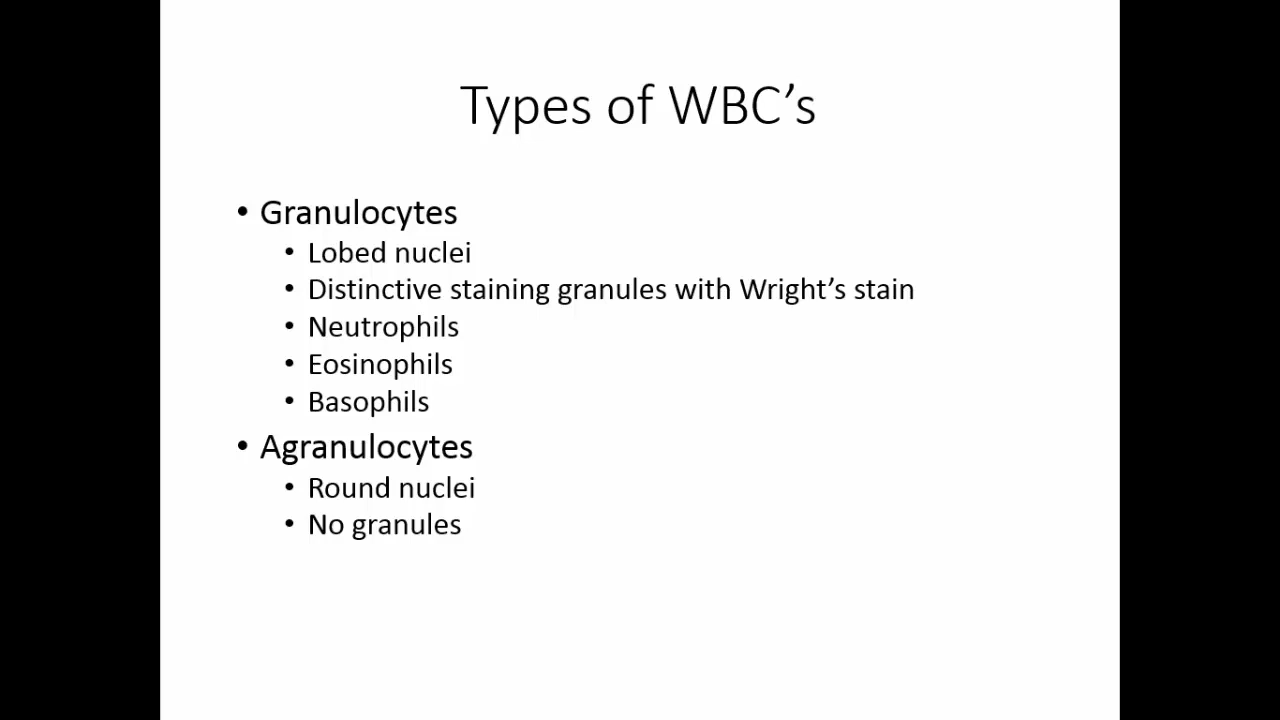 Types of WBC’s
• Granulocytes
• Lobed nuclei
• Distinctive staining granules with Wright’s stain
• Neutrophils
• Eosinophils
• Basophils
• Agranulocytes
• Round nuclei
• No granules